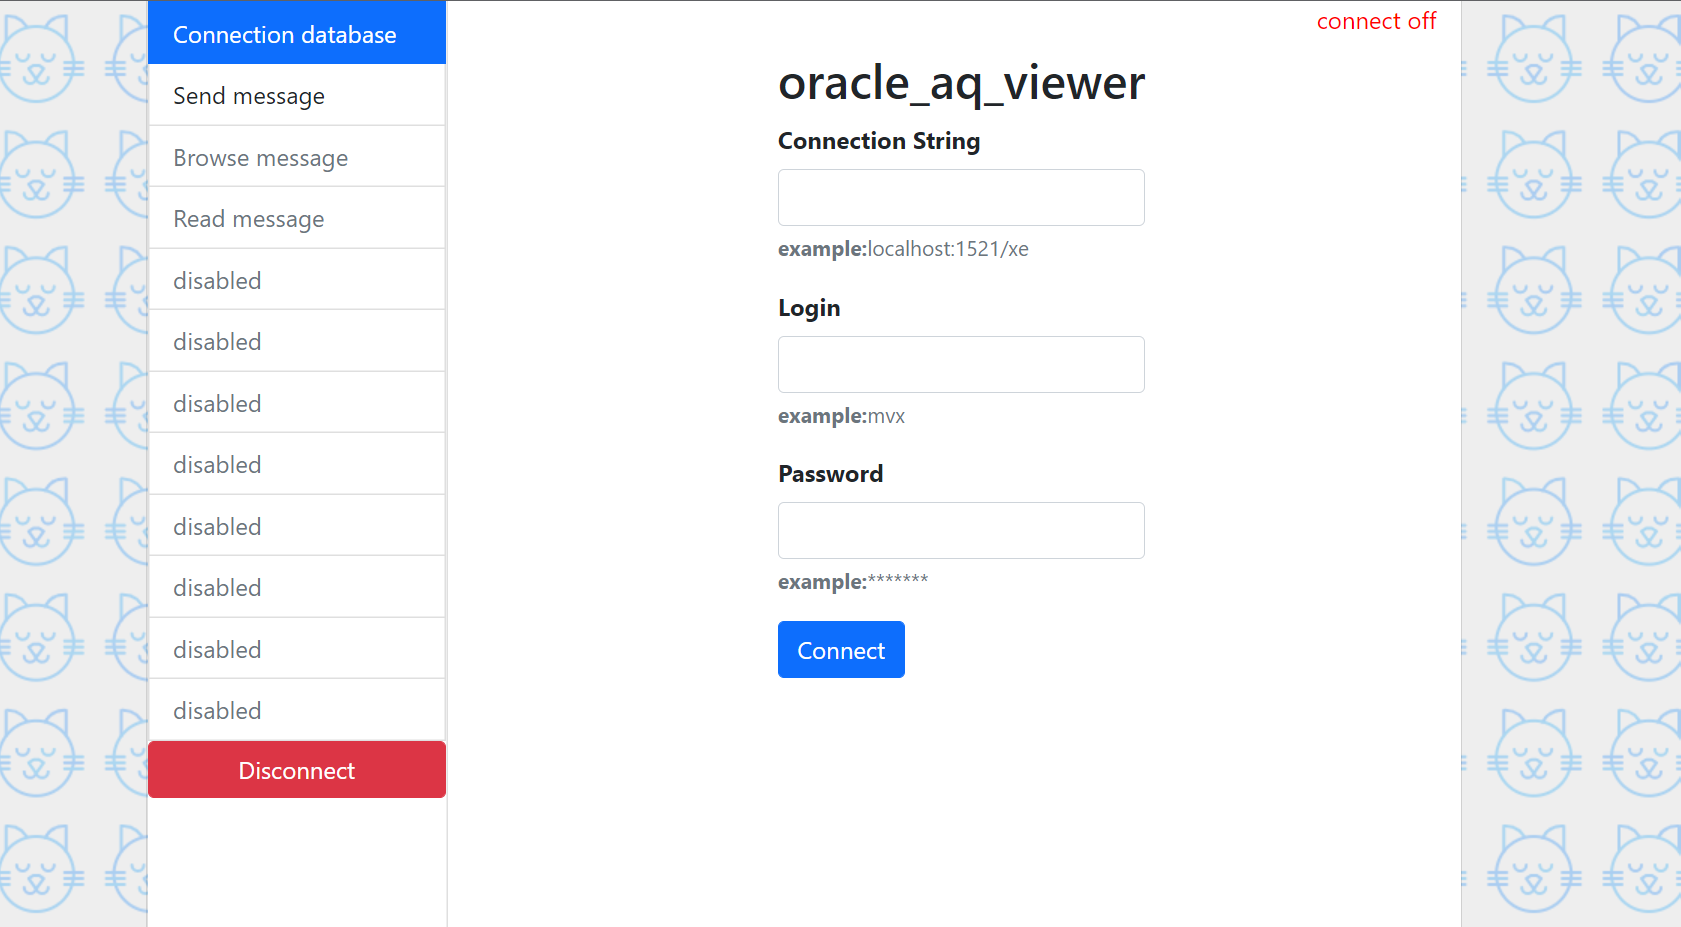 Connection database
Send message
Browse message
Read message
disabled
disabled
disabled
disabled
disabled
disabled
disabled
disabled
Disconnect
connect off
oracle_aq_viewer
Connection String
example:localhost:1521/xe
Login
example:mvx
Password
example:*******
Connect